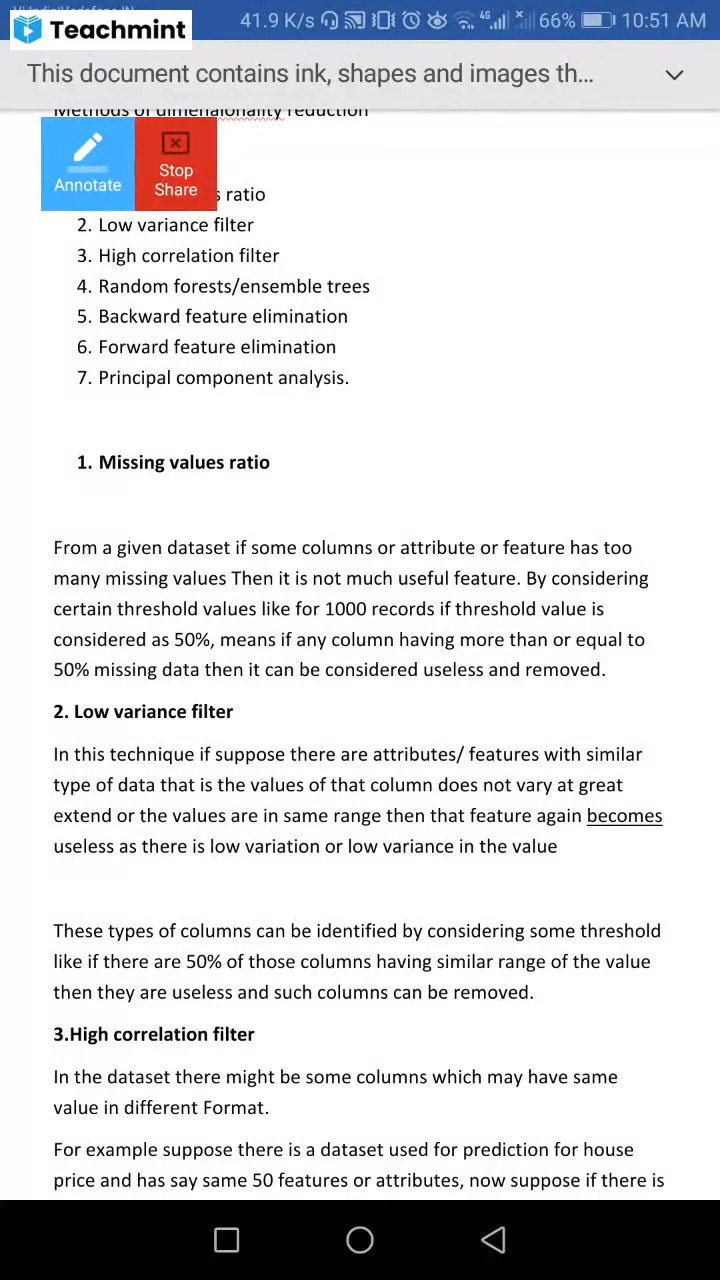 41.9 K/s 4G 66% 10:51 AM
Teachmint
This document contains ink, shapes and images th...
Methods of dimenaionality reduction
Annotate
Stop
Share
s ratio
2. Low variance filter
3. High correlation filter
4. Random forests/ensemble trees
5. Backward feature elimination
6. Forward feature elimination
7. Principal component analysis.
1. Missing values ratio
From a given dataset if some columns or attribute or feature has too
many missing values Then it is not much useful feature. By considering
certain threshold values like for 1000 records if threshold value is
considered as 50%, means if any column having more than or equal to
50% missing data then it can be considered useless and removed.
2. Low variance filter
In this technique if suppose there are attributes/ features with similar
type of data that is the values of that column does not vary at great
extend or the values are in same range then that feature again becomes
useless as there is low variation or low variance in the value
These types of columns can be identified by considering some threshold
like if there are 50% of those columns having similar range of the value
then they are useless and such columns can be removed.
3.High correlation filter
In the dataset there might be some columns which may have same
value in different Format.
For example suppose there is a dataset used for prediction for house
price and has say same 50 features or attributes, now suppose if there is